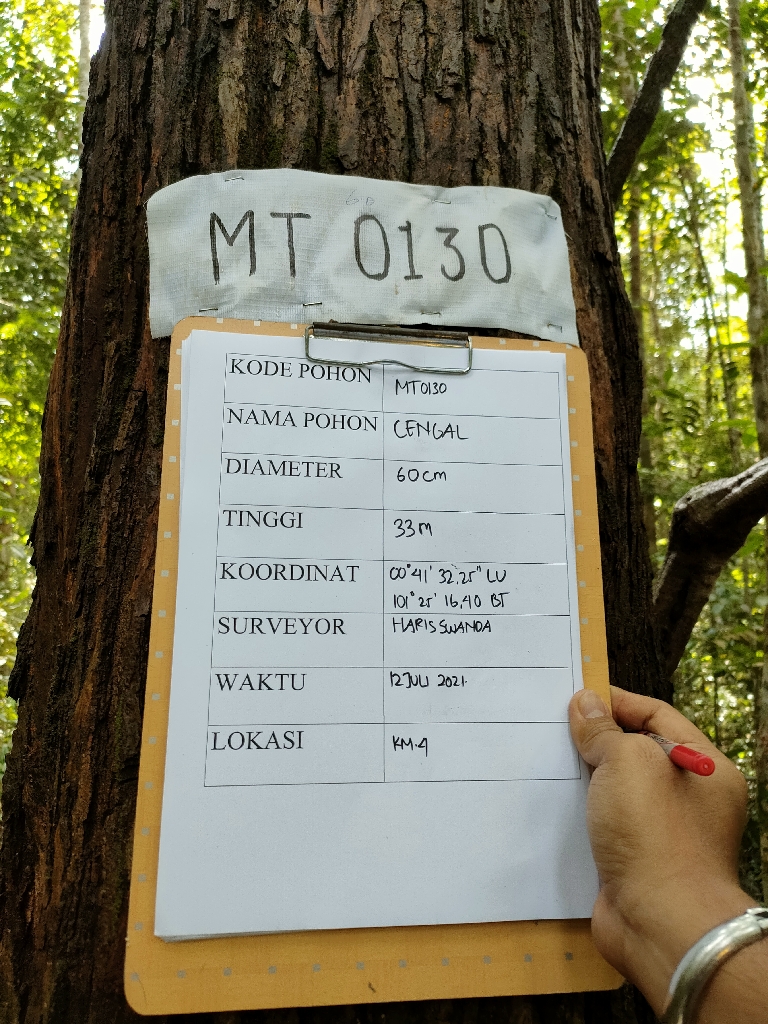 MT 0130
KODE POHON MT0130
NAMA POHON CENGAL
DIAMETER 60cm
TINGGI 33M
KOORDINAT 00°41' 32,25" LU
101°25' 16,40 BT
SURVEYOR HARIS SWANDA
WAKTU 12 JULI 2021.
LOKASI KM.4